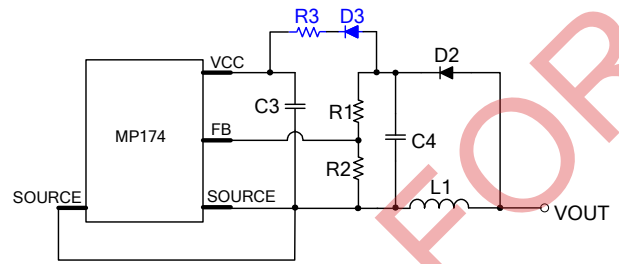 R3 D3
VCC
D2
C3
R1
MP174
FB
C4
R2
SOURCE
SOURCE
L1
VOUT
FOR